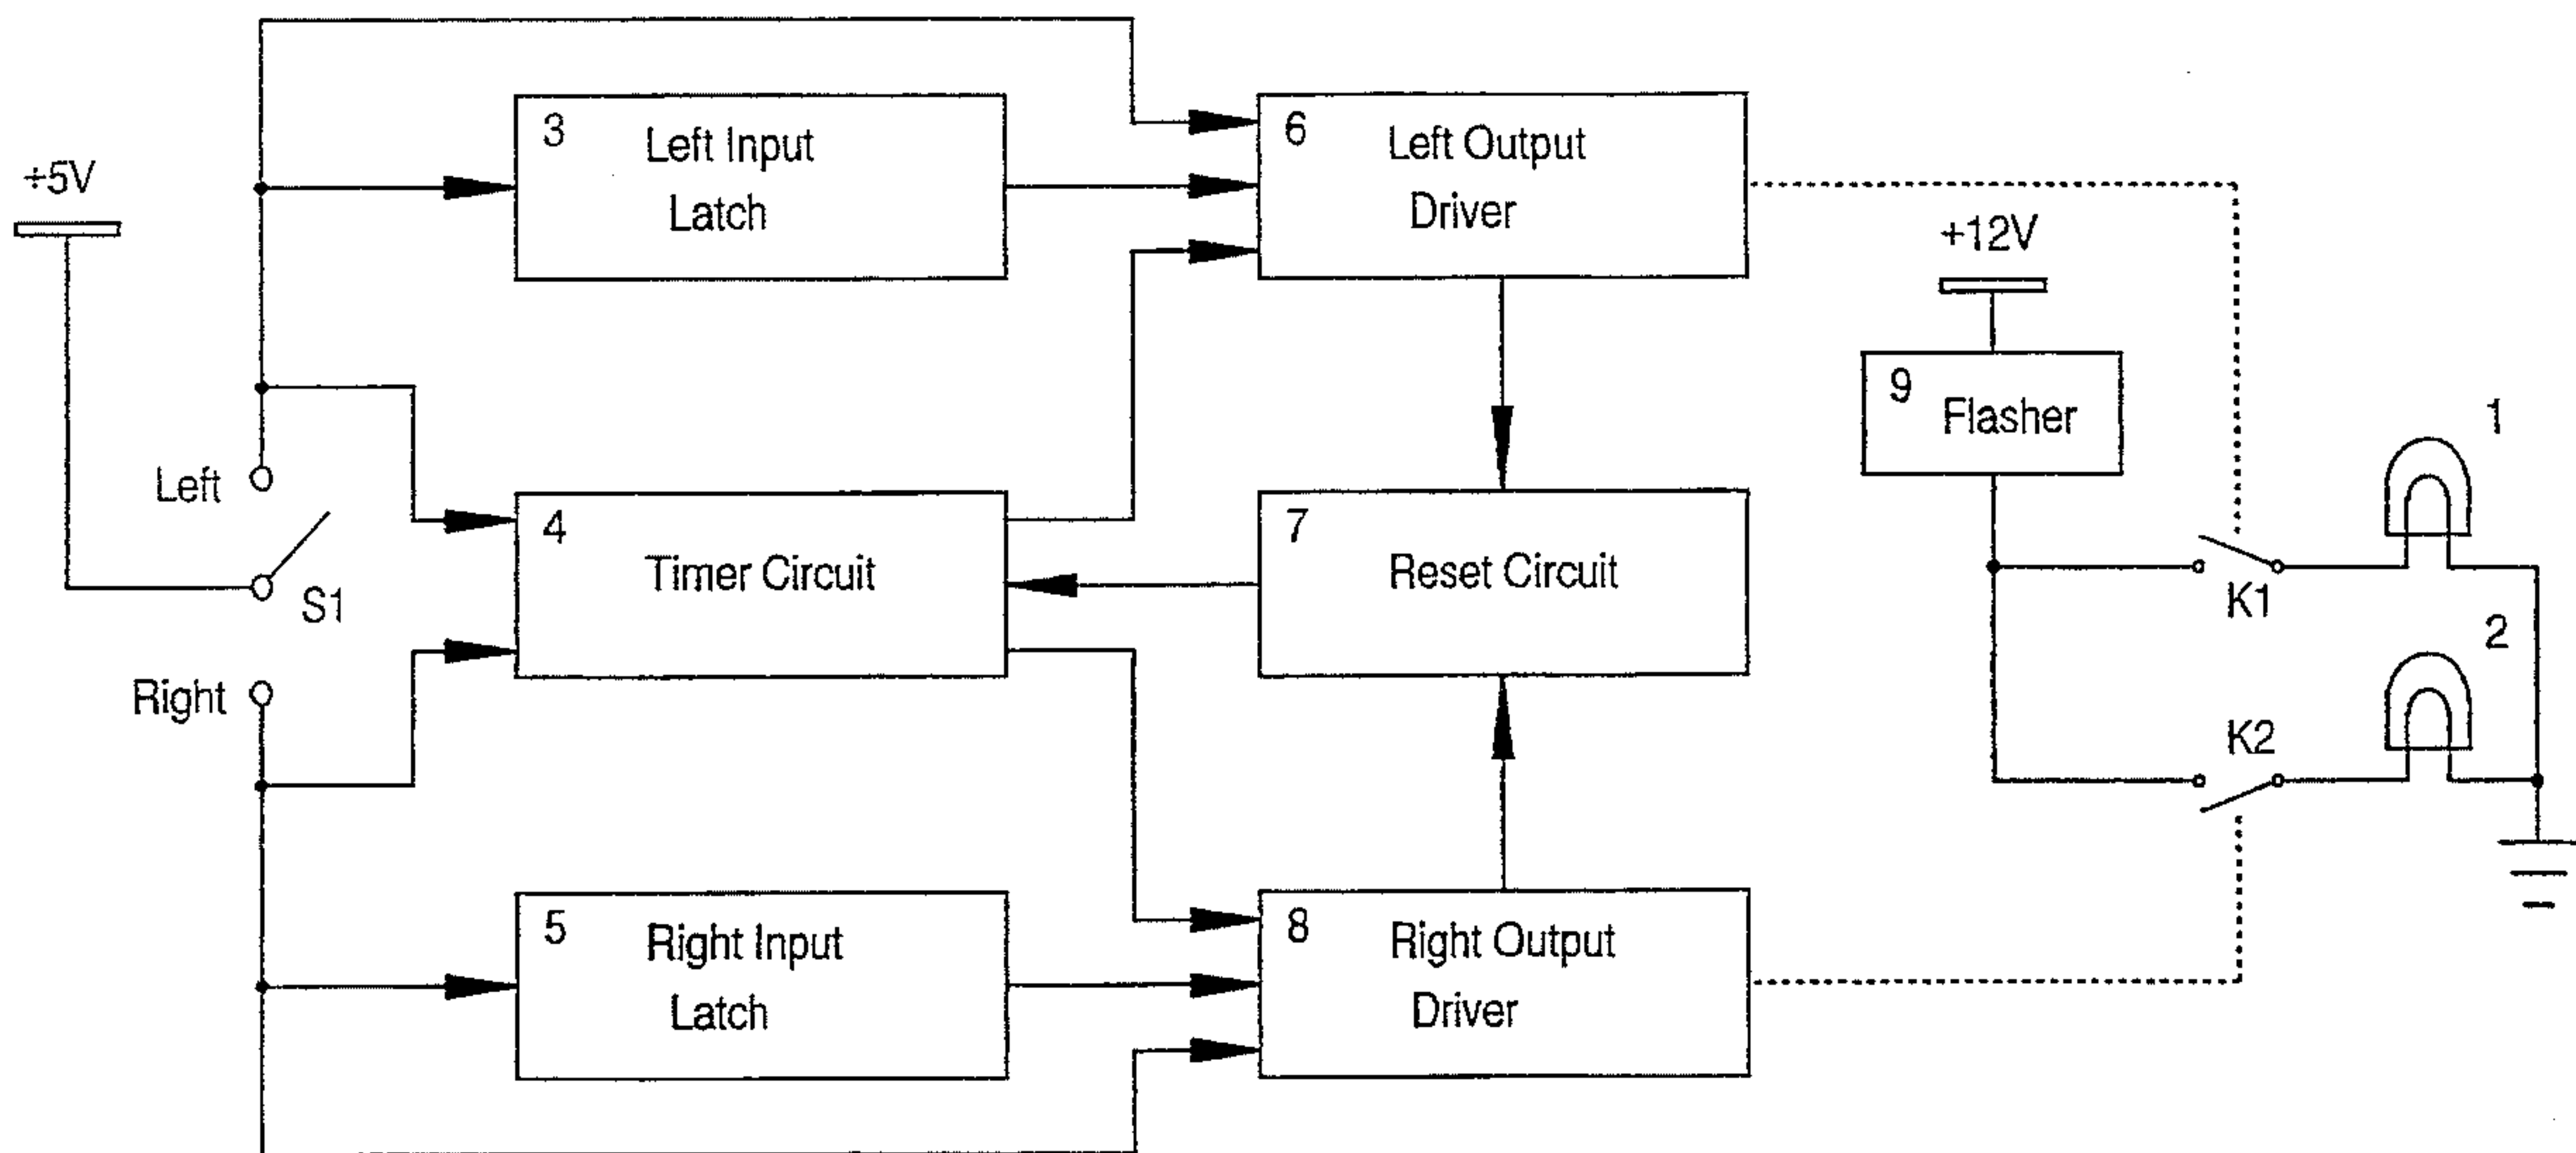 3
Left Input
Latch
6
Left Output
Driver
+5V
+12V
9
Flasher
1
Left
4
Timer Circuit
7
Reset Circuit
S1
K1
2
Right
K2
5
Right Input
Latch
8
Right Output
Driver